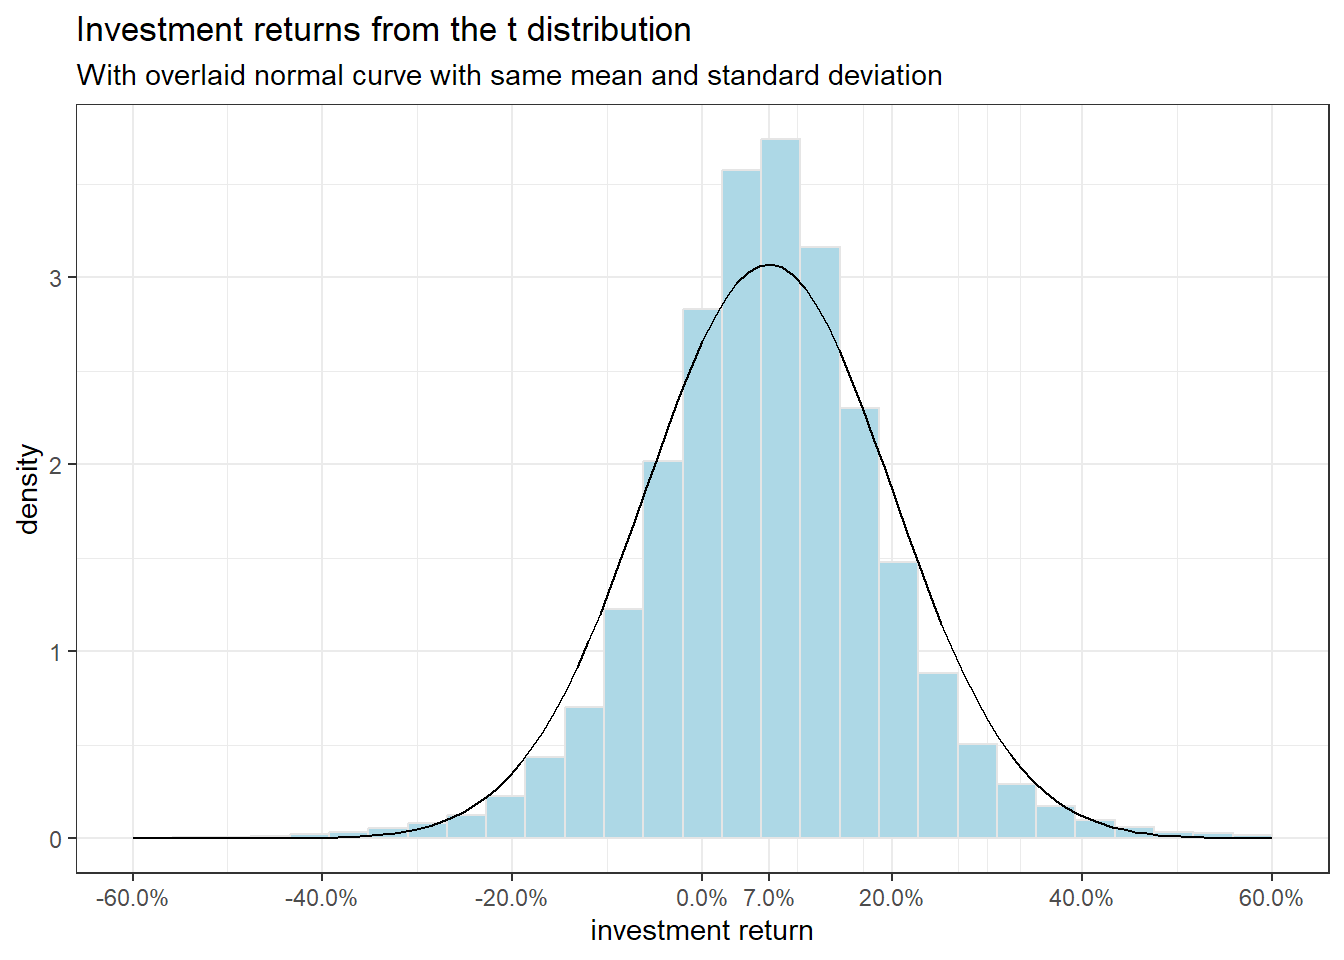 Investment returns from the t distribution
With overlaid normal curve with same mean and standard deviation
density
3
2
1
0
-60.0% -40.0% -20.0% 0.0% 7.0% 20.0% 40.0% 60.0%
investment return